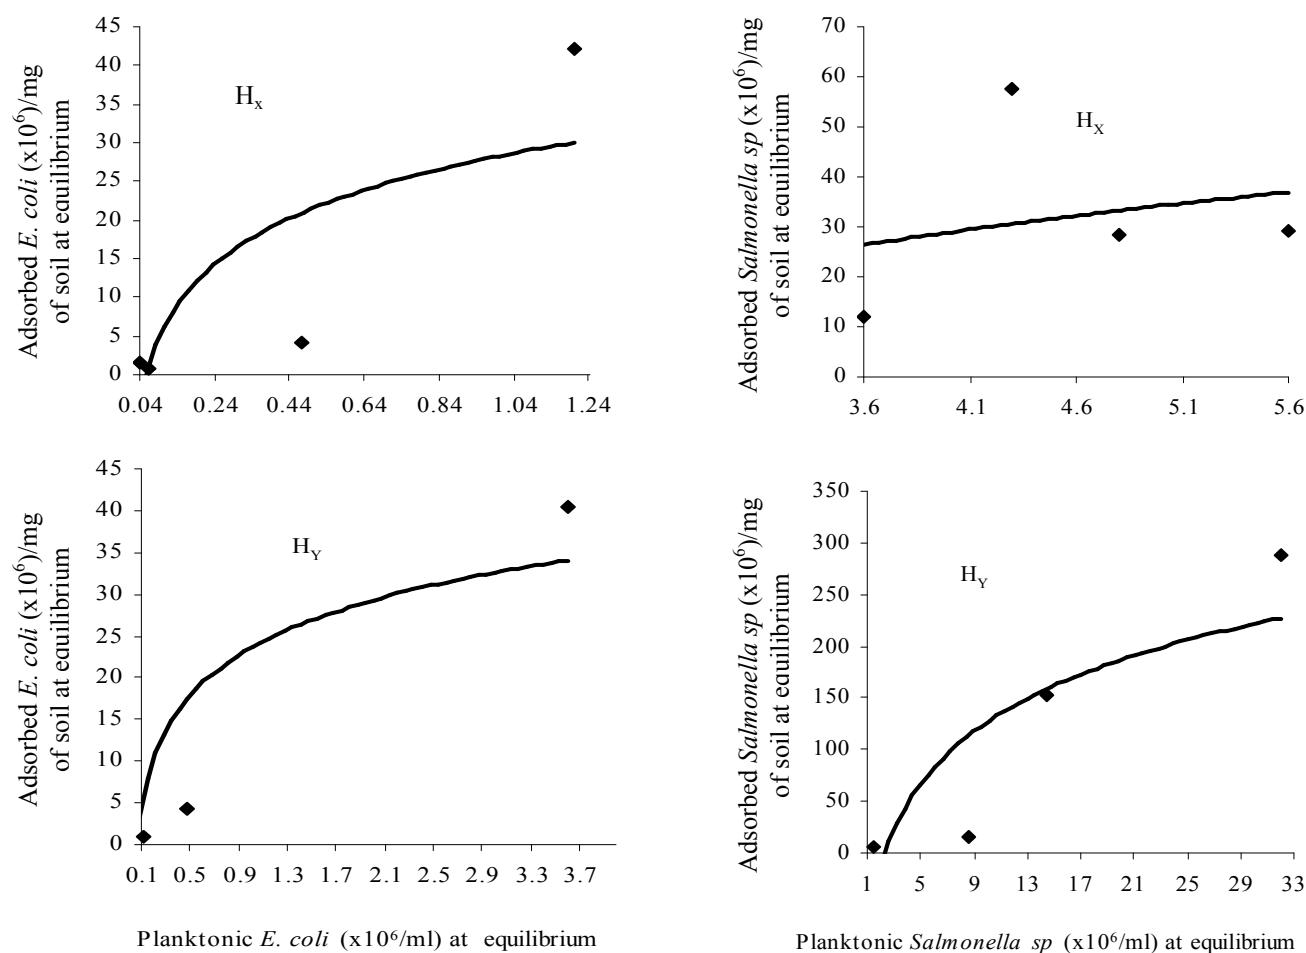 Adsorbed E. coli (x10⁶)/mg
of soil at equilibrium
45
40
35
30
25
20
15
10
5
0
Hₓ
0.04 0.24 0.44 0.64 0.84 1.04 1.24
Adsorbed Salmonella sp (x10⁶)/mg
of soil at equilibrium
70
60
50
40
30
20
10
0
H_X
3.6 4.1 4.6 5.1 5.6
Adsorbed E. coli (x10⁶)/mg
of soil at equilibrium
45
40
35
30
25
20
15
10
5
0
H_Y
0.1 0.5 0.9 1.3 1.7 2.1 2.5 2.9 3.3 3.7
Planktonic E. coli (x10⁶/ml) at equilibrium
Adsorbed Salmonella sp (x10⁶)/mg
of soil at equilibrium
350
300
250
200
150
100
50
0
H_Y
1 5 9 13 17 21 25 29 33
Planktonic Salmonella sp (x10⁶/ml) at equilibrium